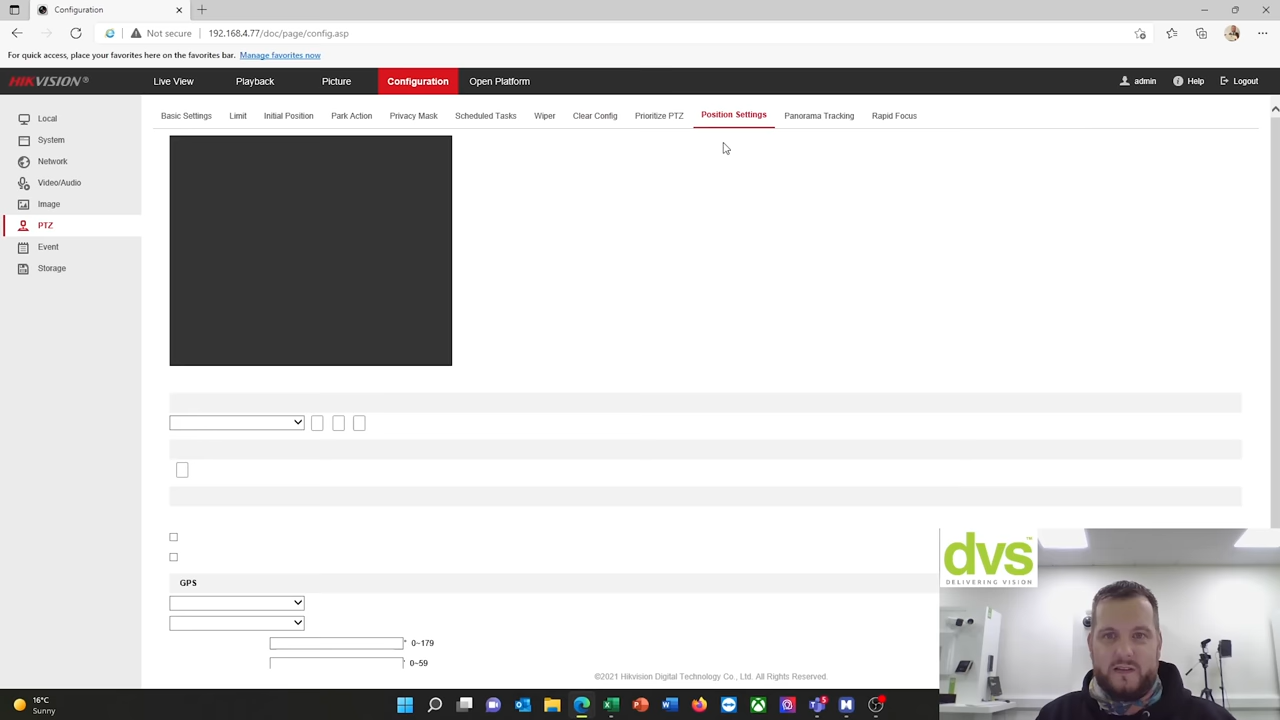 Configuration
Not secure
192.168.4.77/doc/page/config.asp
For quick access, place your favorites here on the favorites bar. Manage favorites now
HIKVISION®
Live View
Playback
Picture
Configuration
Open Platform
admin
Help
Logout
Local
System
Network
Video/Audio
Image
PTZ
Event
Storage
Basic Settings
Limit
Initial Position
Park Action
Privacy Mask
Scheduled Tasks
Wiper
Clear Config
Prioritize PTZ
Position Settings
Panorama Tracking
Rapid Focus
GPS
° 0~179
' 0~59
©2021 Hikvision Digital Technology Co., Ltd. All Rights Reserved.
dvs™
DELIVERING VISION
16°C
Sunny